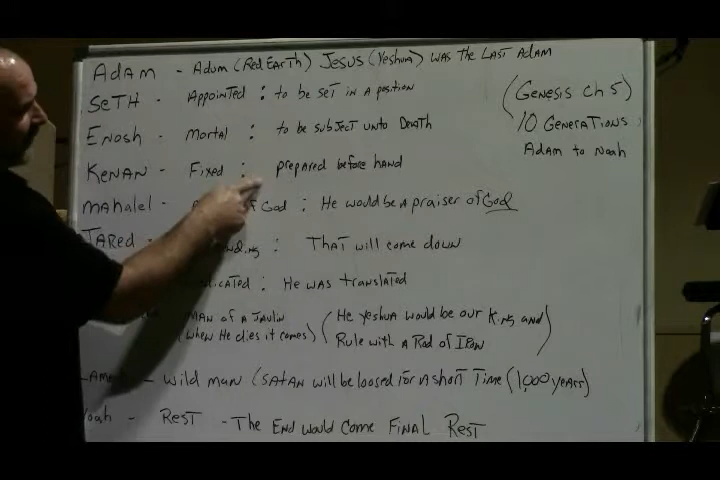 ADAM - Adum (Red Earth) Jesus (Yeshua) was the Last Adam
SETH - Appointed : to be set in a position
Enosh - Mortal : to be subject unto Death
Kenan - Fixed : prepared before hand
Mahalel - of God : He would be a praiser of God
Jared - : That will come down
: He was translated
Man of a Javlin
(when He dies it comes)
(He Yeshua would be our King and
Rule with a Rod of Iron)
- wild man (Satan will be loosed for a short Time (1,000 years)
Noah - Rest - The End would come Final Rest
(Genesis Ch 5)
10 Generations
Adam to Noah